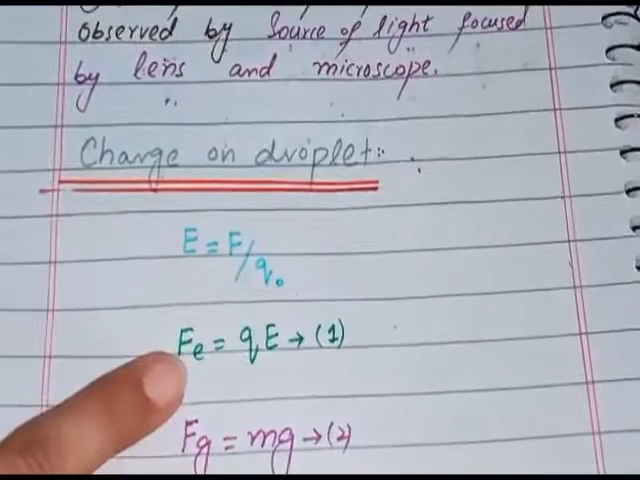 observed by source of light focused
by lens and microscope.
Charge on droplet:
E = F/q₀
Fe = qE → (1)
Fg = mg → (2)